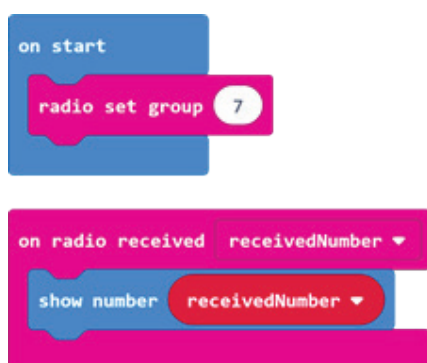 on start
radio set group 7
on radio received receivedNumber
show number receivedNumber